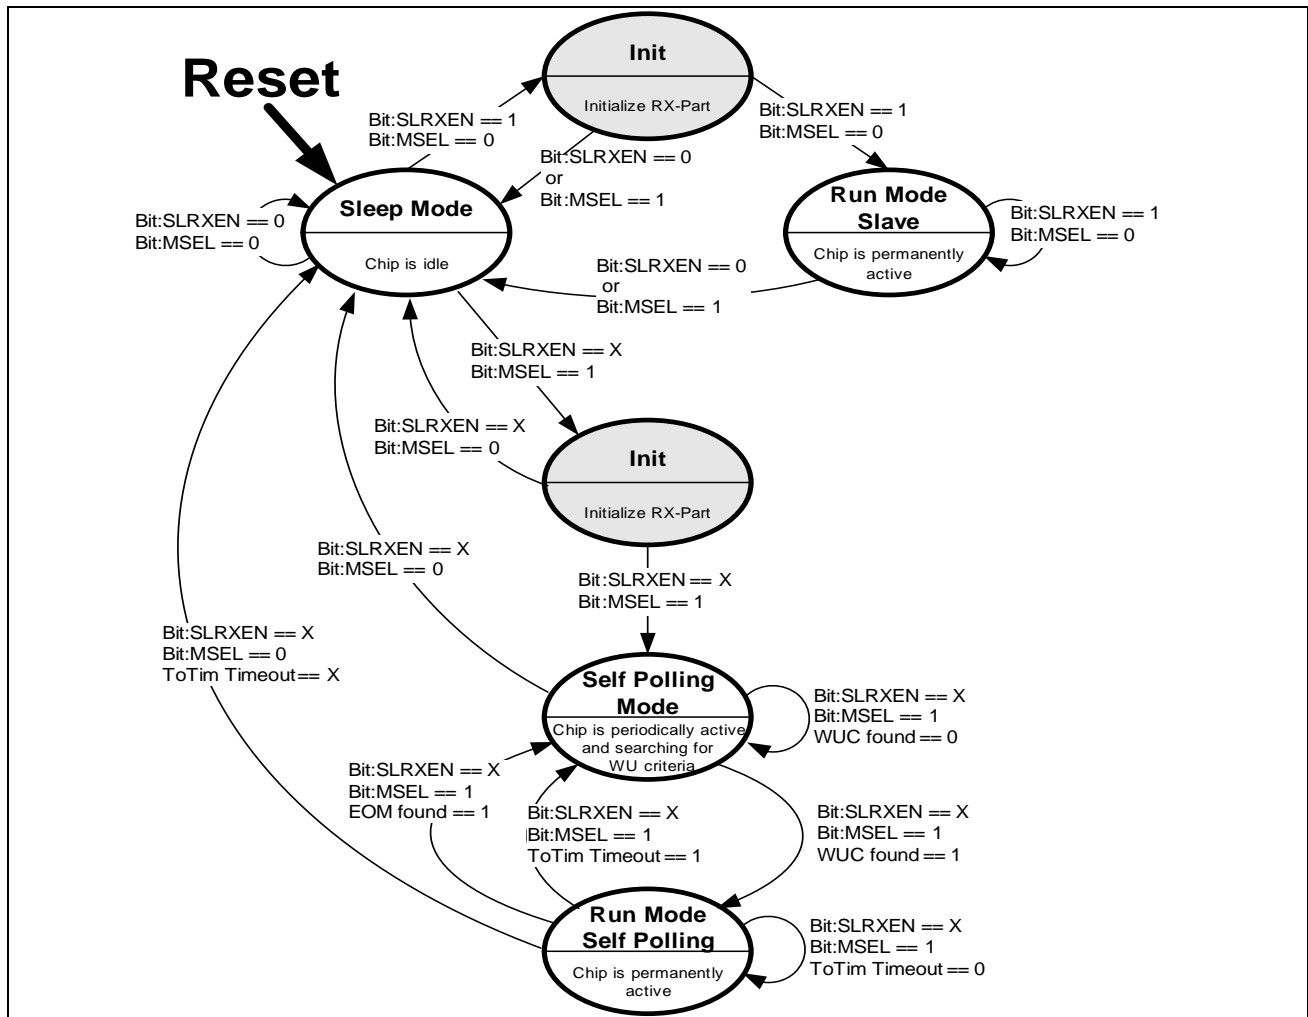 Init
Initialize RX-Part
Reset
Bit:SLRXEN == 1
Bit:MSEL == 0
Bit:SLRXEN == 1
Bit:MSEL == 0
Bit:SLRXEN == 0
or
Bit:MSEL == 1
Sleep Mode
Chip is idle
Bit:SLRXEN == 0
Bit:MSEL == 0
Run Mode
Slave
Chip is permanently
active
Bit:SLRXEN == 1
Bit:MSEL == 0
Bit:SLRXEN == 0
or
Bit:MSEL == 1
Bit:SLRXEN == X
Bit:MSEL == 1
Bit:SLRXEN == X
Bit:MSEL == 0
Init
Initialize RX-Part
Bit:SLRXEN == X
Bit:MSEL == 0
Bit:SLRXEN == X
Bit:MSEL == 1
Bit:SLRXEN == X
Bit:MSEL == 0
ToTim Timeout== X
Self Polling
Mode
Chip is periodically active
and searching for
WU criteria
Bit:SLRXEN == X
Bit:MSEL == 1
WUC found == 0
Bit:SLRXEN == X
Bit:MSEL == 1
EOM found == 1
Bit:SLRXEN == X
Bit:MSEL == 1
ToTim Timeout == 1
Bit:SLRXEN == X
Bit:MSEL == 1
WUC found == 1
Run Mode
Self Polling
Chip is permanently
active
Bit:SLRXEN == X
Bit:MSEL == 1
ToTim Timeout == 0